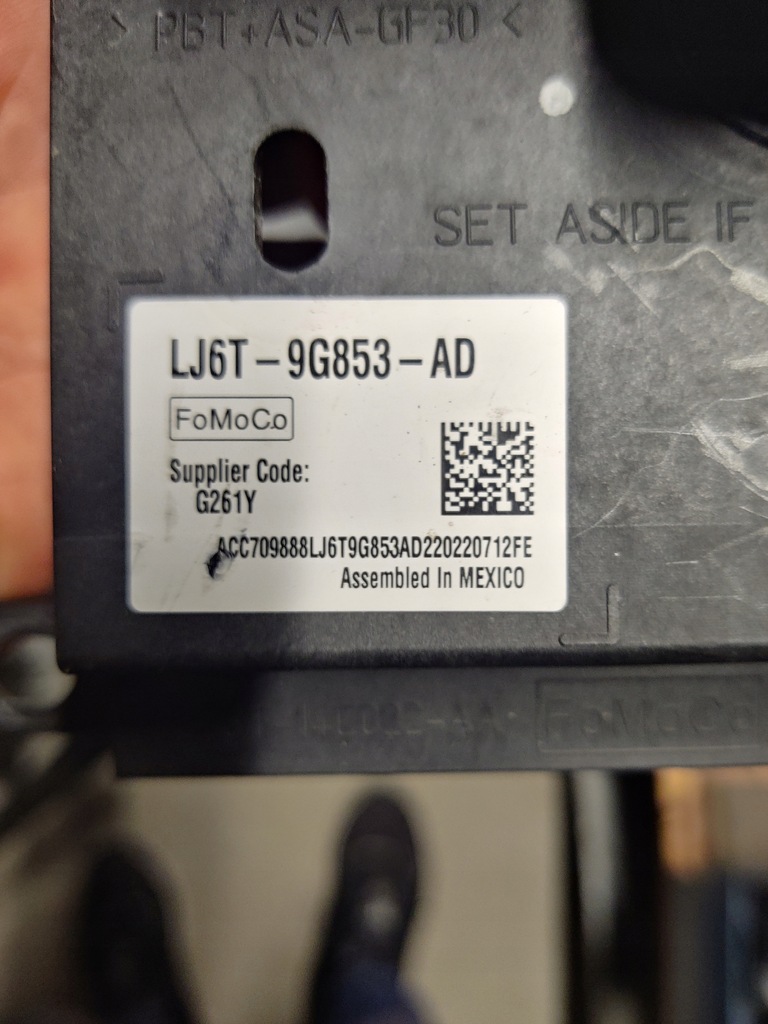 > PBT+ASA-GF30 <
SET ASIDE IF
LJ6T-9G853-AD
FoMoCo
Supplier Code:
G261Y
ACC709888LJ6T9G853AD220220712FE
Assembled In MEXICO
FoMoCo